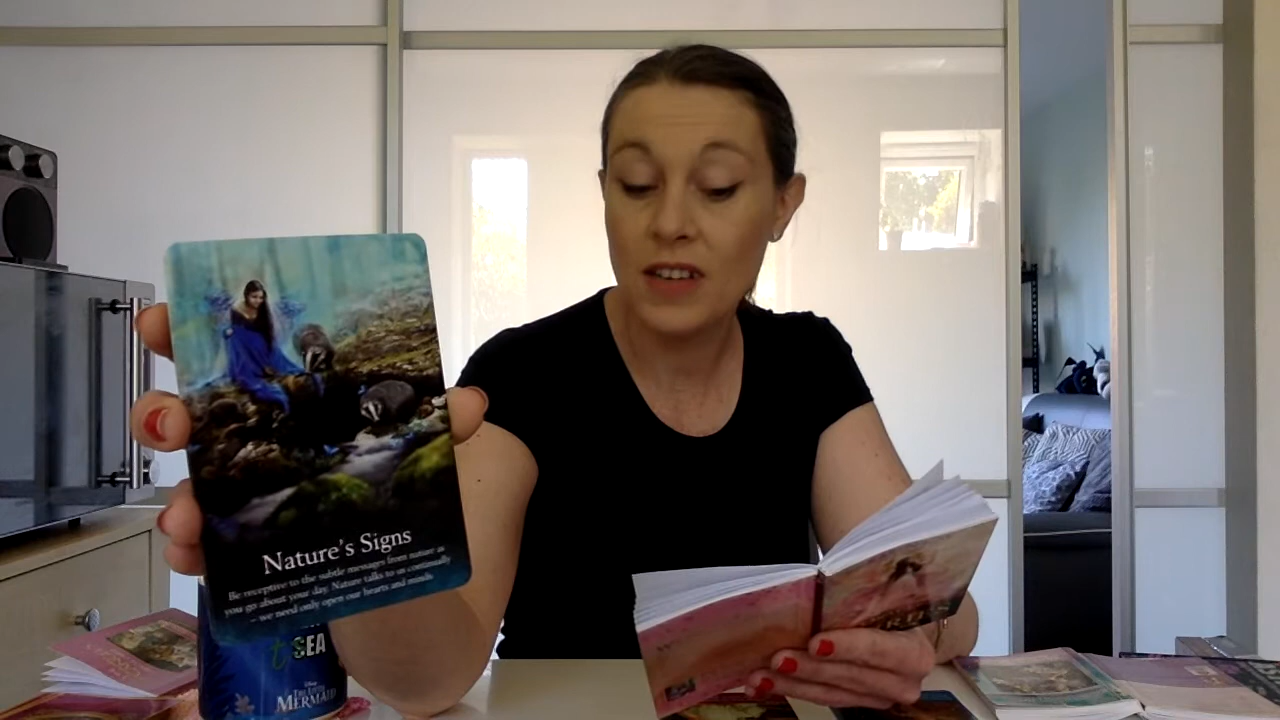 Nature's Signs
Be receptive to the subtle messages from nature as
you go about your day. Nature talks to us continually
– we need only open our hearts and minds
SEA
Disney
THE LITTLE
MERMAID